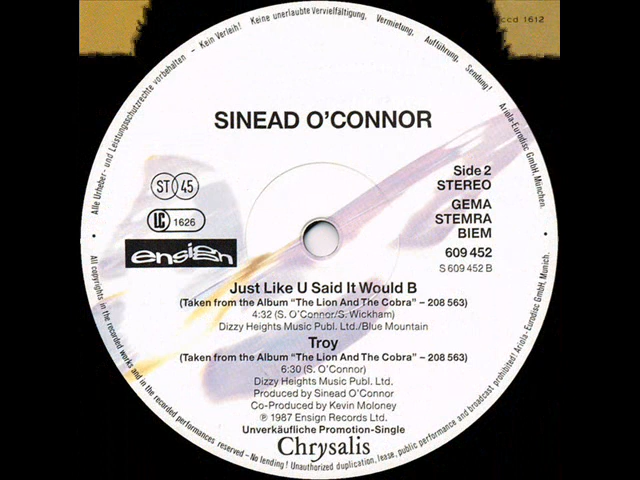 ccd 1612
Alle Urheber- und Leistungsschutzrechte vorbehalten – Kein Verleih! Keine unerlaubte Vervielfältigung, Vermietung, Aufführung, Sendung! Ariola-Eurodisc GmbH, München.
SINEAD O'CONNOR
Side 2
STEREO
ST 45
GEMA
STEMRA
BIEM
LC 1626
609 452
S 609 452 B
ensign
Just Like U Said It Would B
(Taken from the Album "The Lion And The Cobra" – 208 563)
4:32 (S. O'Connor/S. Wickham)
Dizzy Heights Music Publ. Ltd./Blue Mountain
Troy
(Taken from the Album "The Lion And The Cobra" – 208 563)
6:30 (S. O'Connor)
Dizzy Heights Music Publ. Ltd.
Produced by Sinead O'Connor
Co-Produced by Kevin Moloney
℗ 1987 Ensign Records Ltd.
Unverkäufliche Promotion-Single
Chrysalis
All copyrights in the recorded works and in the recorded performances reserved – No lending! Unauthorized duplication, lease, public performance and broadcast prohibited! Ariola-Eurodisc GmbH, Munich.